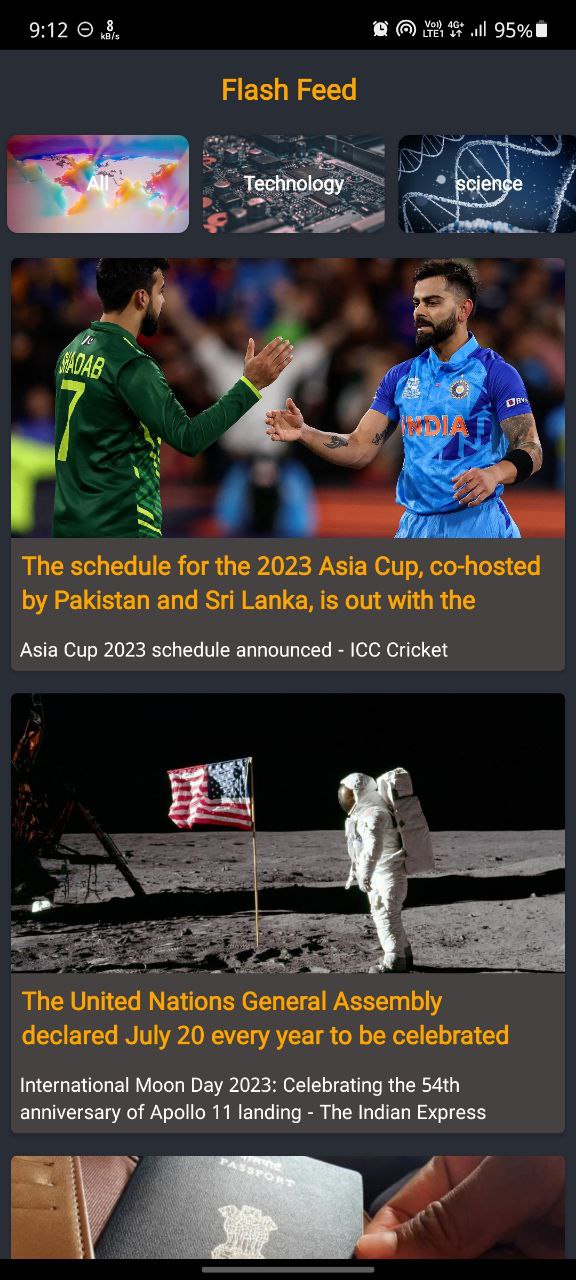 9:12 8 kB/s Vo)) LTE1 4G+ 95%
Flash Feed
All Technology science
SHADAB
7
INDIA
The schedule for the 2023 Asia Cup, co-hosted
by Pakistan and Sri Lanka, is out with the
Asia Cup 2023 schedule announced - ICC Cricket
The United Nations General Assembly
declared July 20 every year to be celebrated
International Moon Day 2023: Celebrating the 54th
anniversary of Apollo 11 landing - The Indian Express
PASSPORT